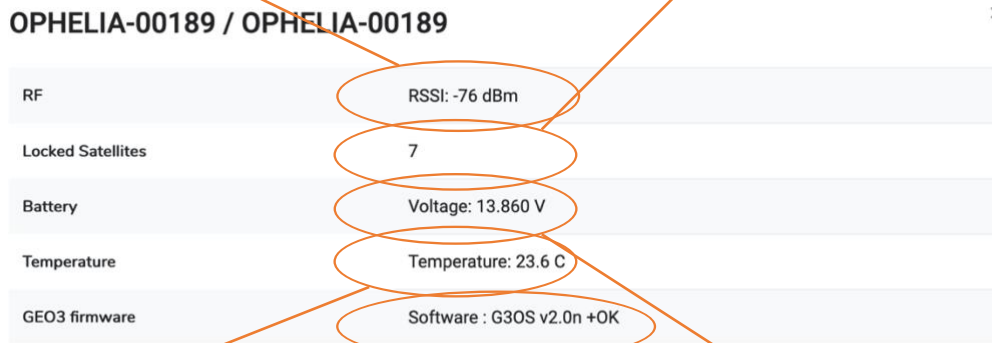 OPHELIA-00189 / OPHELIA-00189
RF RSSI: -76 dBm
Locked Satellites 7
Battery Voltage: 13.860 V
Temperature Temperature: 23.6 C
GEO3 firmware Software : G3OS v2.0n +OK